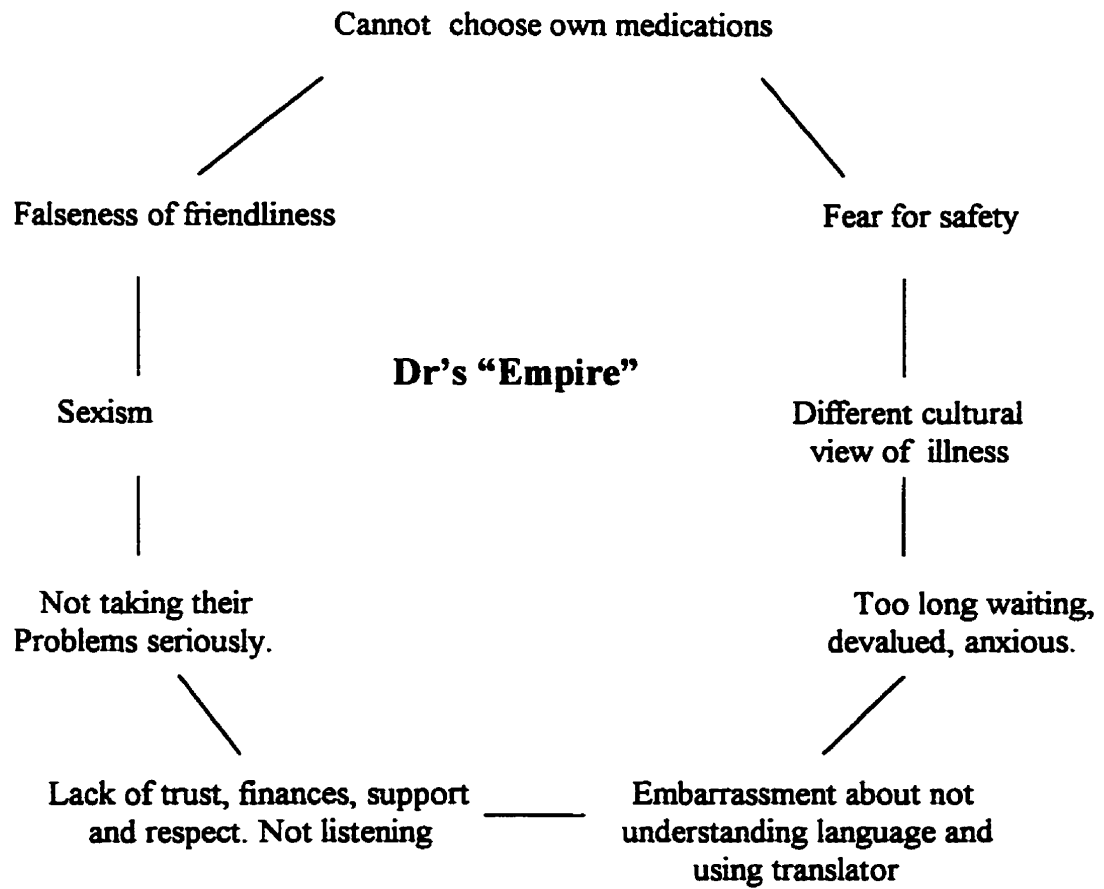 Cannot choose own medications
Falseness of friendliness
Fear for safety
Dr's “Empire”
Sexism
Different cultural
view of illness
Not taking their
Problems seriously.
Too long waiting,
devalued, anxious.
Lack of trust, finances, support
and respect. Not listening
Embarrassment about not
understanding language and
using translator